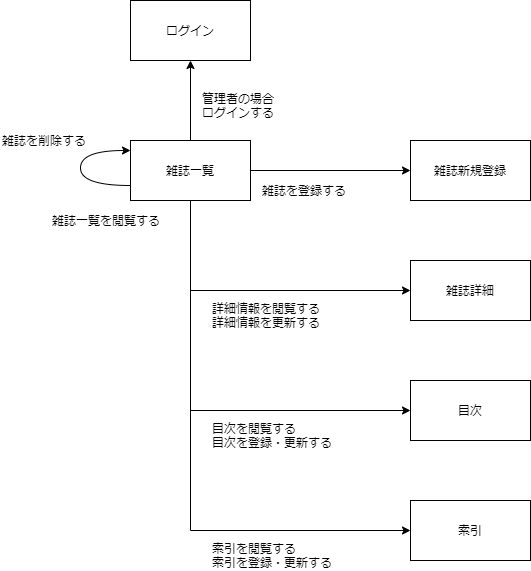 ログイン
管理者の場合
ログインする
雑誌を削除する
雑誌一覧
雑誌新規登録
雑誌を登録する
雑誌一覧を閲覧する
雑誌詳細
詳細情報を閲覧する
詳細情報を更新する
目次
目次を閲覧する
目次を登録・更新する
索引
索引を閲覧する
索引を登録・更新する